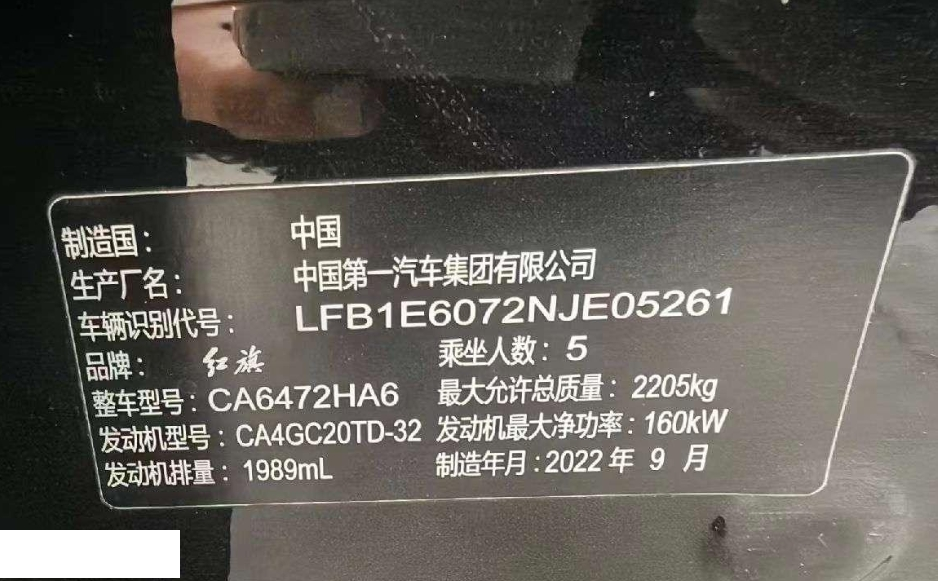 制造国： 中国
生产厂名： 中国第一汽车集团有限公司
车辆识别代号： LFB1E6072NJE05261
品牌： 红旗 乘坐人数： 5
整车型号：CA6472HA6 最大允许总质量： 2205kg
发动机型号：CA4GC20TD-32 发动机最大净功率：160kW
发动机排量：1989mL 制造年月：2022 年 9 月